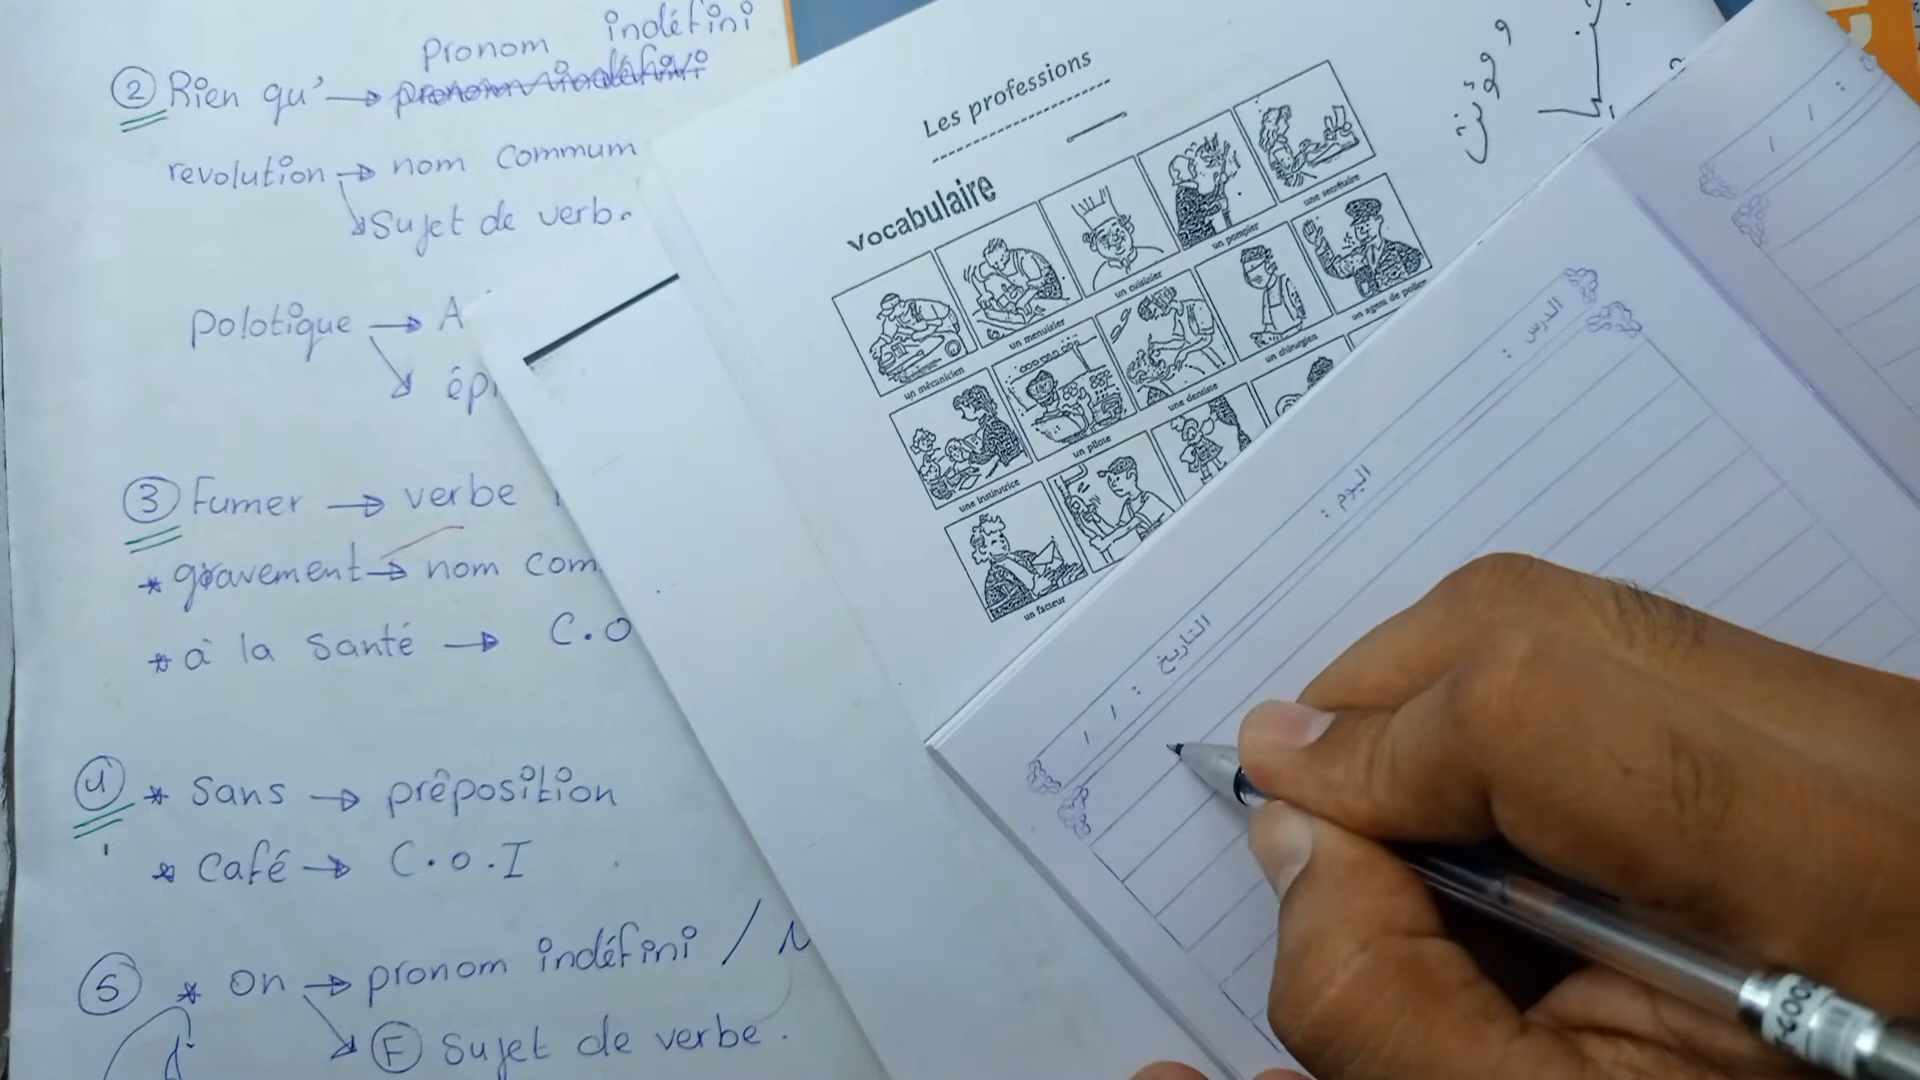 indéfini
pronom
② Rien qu' → pronom indéfini
revolution → nom commum
Sujet de verb.
polotique → A
épi
③ Fumer → verbe
* gravement → nom com
* à la Santé → C.O
④ * Sans → préposition
* Café → C.O.I
⑤ * On → pronom indéfini /
Ⓕ Sujet de verbe.
Les professions
Vocabulaire
un mécanicien
un menuisier
un cuisinier
un pompier
une secrétaire
une institutrice
un pilote
une dentiste
un chirurgien
un agent de police
un facteur
الدرس :
اليوم :
التاريخ : / /